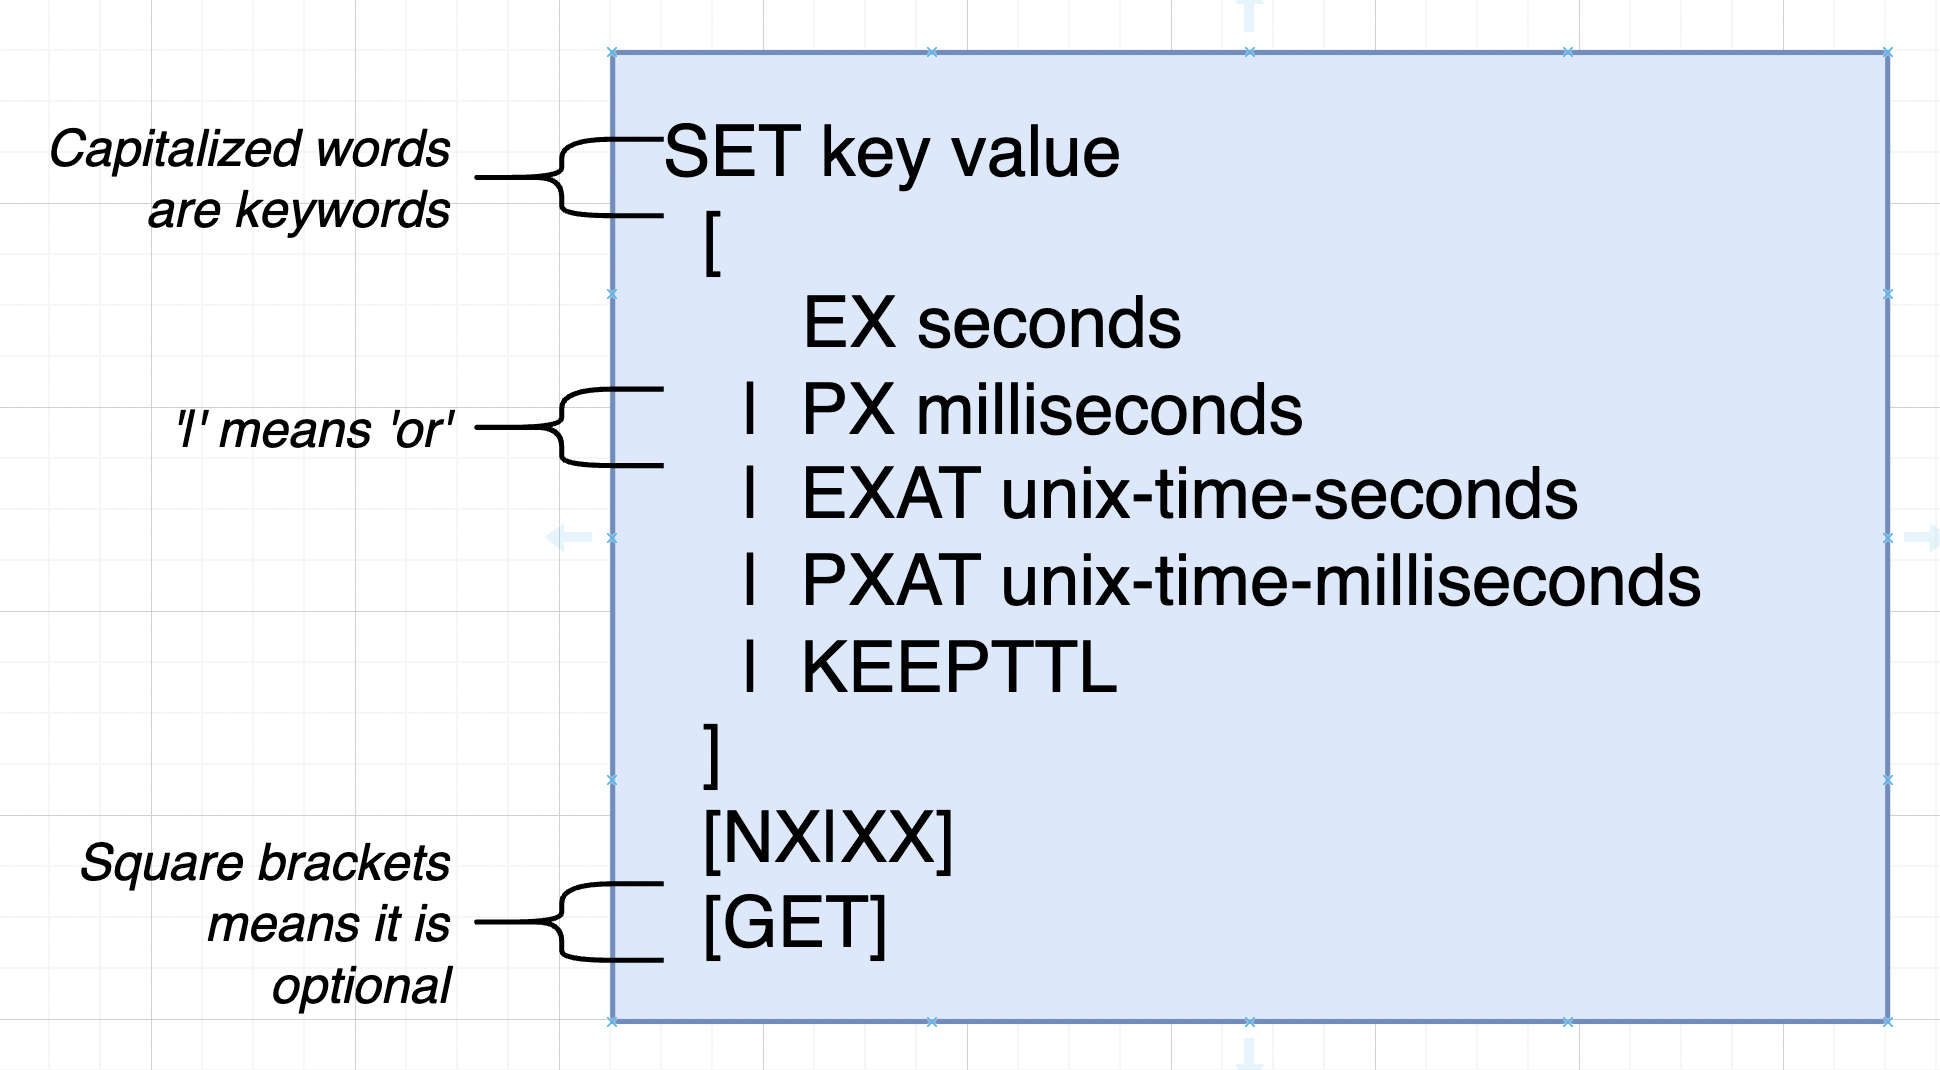 Capitalized words
are keywords
SET key value
[
EX seconds
'|' means 'or'
| PX milliseconds
| EXAT unix-time-seconds
| PXAT unix-time-milliseconds
| KEEPTTL
]
[NX|XX]
Square brackets
means it is
optional
[GET]